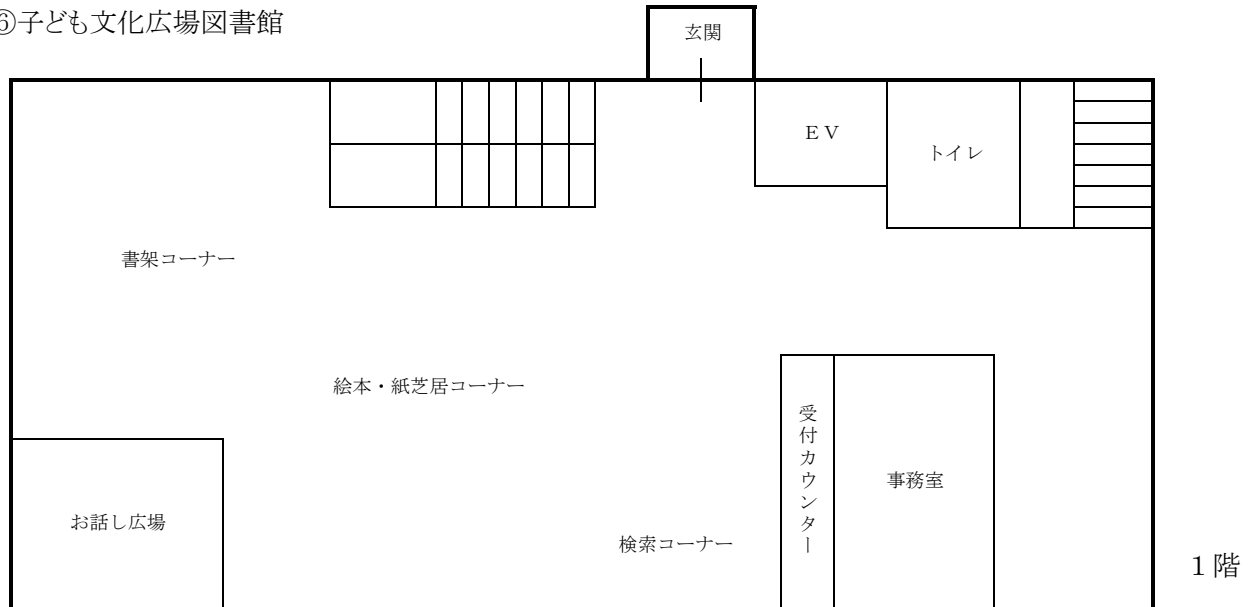 ⑥子ども文化広場図書館
玄関
ＥＶ
トイレ
書架コーナー
絵本・紙芝居コーナー
受付カウンター
事務室
お話し広場
検索コーナー
１階